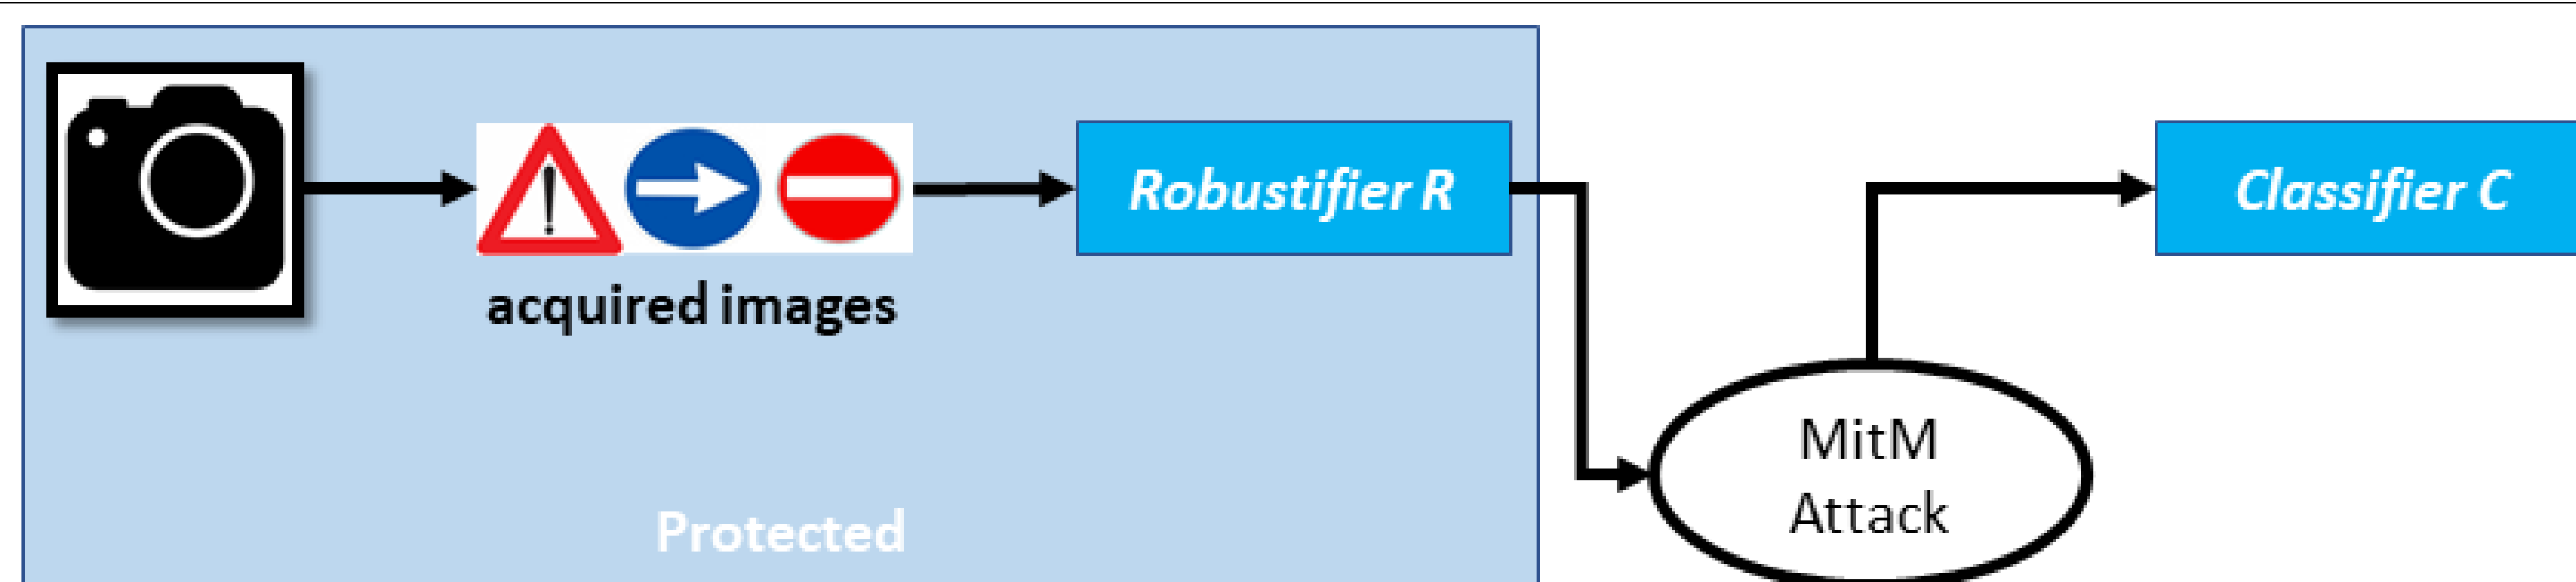 Robustifier R
Classifier C
acquired images
MitM
Attack
Protected